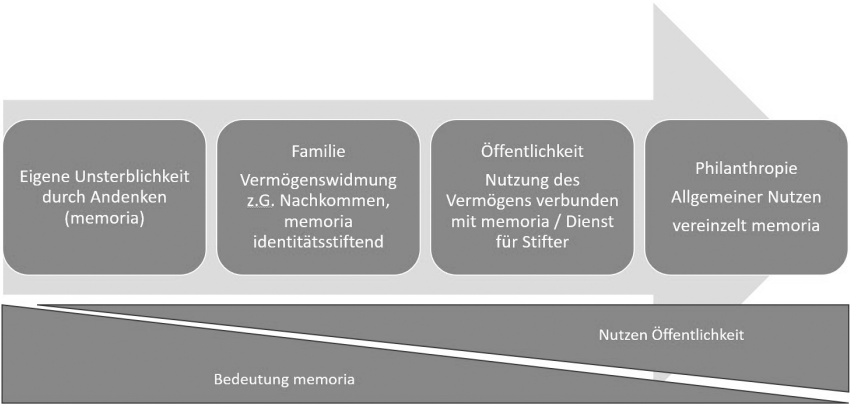 Eigene Unsterblichkeit
durch Andenken
(memoria)
Familie
Vermögenswidmung
z.G. Nachkommen,
memoria
identitätsstiftend
Öffentlichkeit
Nutzung des
Vermögens verbunden
mit memoria / Dienst
für Stifter
Philanthropie
Allgemeiner Nutzen
vereinzelt memoria
Nutzen Öffentlichkeit
Bedeutung memoria